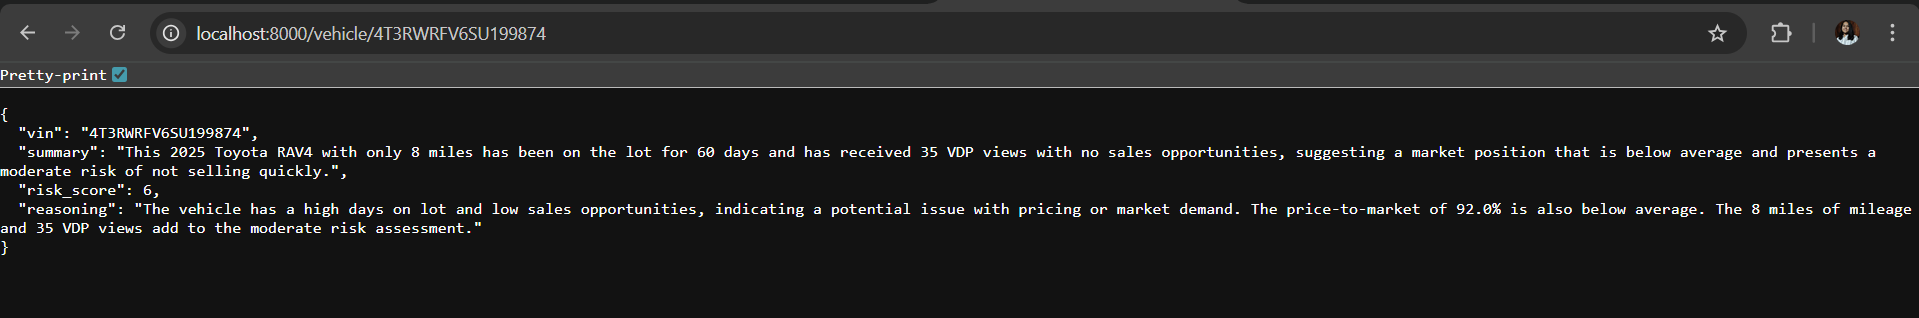 localhost:8000/vehicle/4T3RWRFV6SU199874
Pretty-print
{
  "vin": "4T3RWRFV6SU199874",
  "summary": "This 2025 Toyota RAV4 with only 8 miles has been on the lot for 60 days and has received 35 VDP views with no sales opportunities, suggesting a market position that is below average and presents a
moderate risk of not selling quickly.",
  "risk_score": 6,
  "reasoning": "The vehicle has a high days on lot and low sales opportunities, indicating a potential issue with pricing or market demand. The price-to-market of 92.0% is also below average. The 8 miles of mileage
and 35 VDP views add to the moderate risk assessment."
}